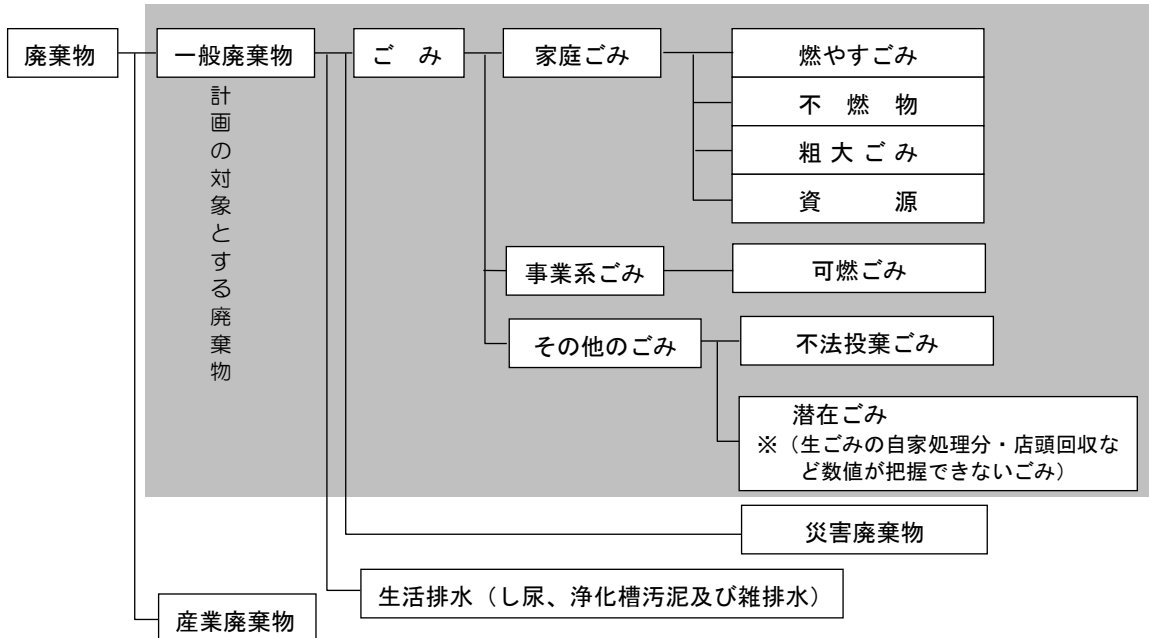 廃棄物
一般廃棄物
ご み
家庭ごみ
燃やすごみ
不 燃 物
粗 大 ご み
資 源
計画の対象とする廃棄物
事業系ごみ
可燃ごみ
その他のごみ
不法投棄ごみ
潜在ごみ
※（生ごみの自家処理分・店頭回収な
ど数値が把握できないごみ）
災害廃棄物
生活排水（し尿、浄化槽汚泥及び雑排水）
産業廃棄物